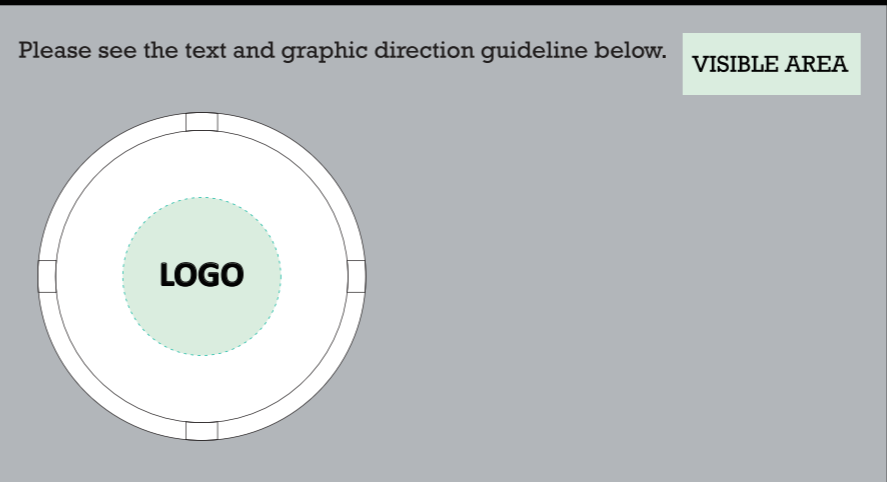 Please see the text and graphic direction guideline below.
VISIBLE AREA
LOGO